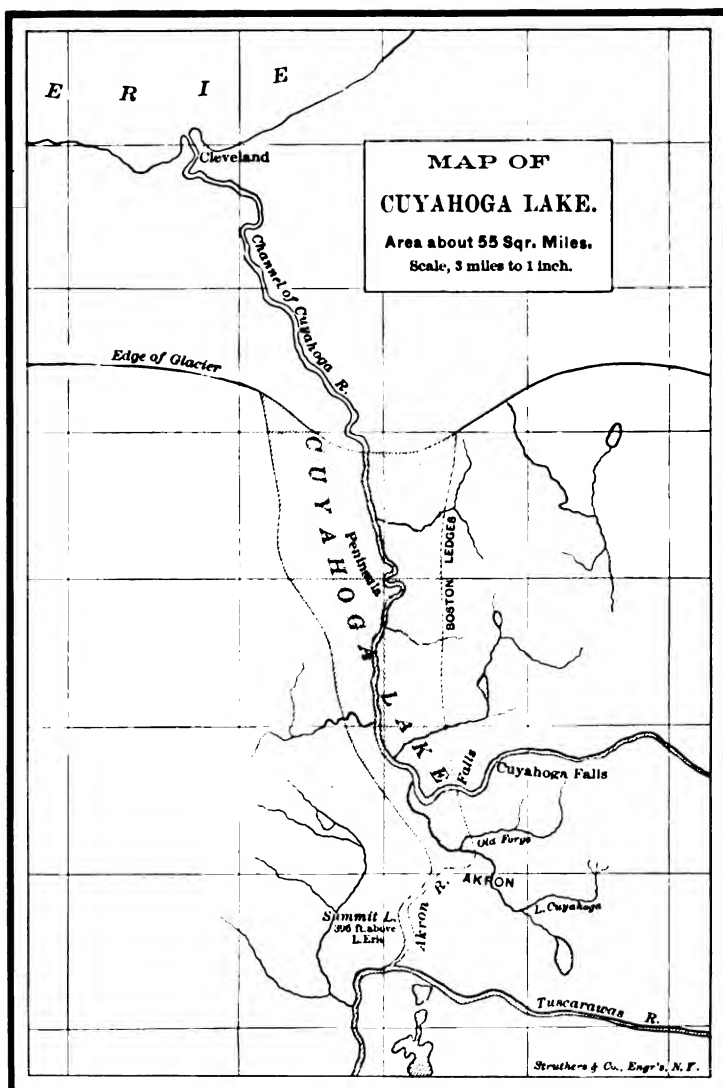 ERIE
Cleveland
MAP OF
CUYAHOGA LAKE.
Area about 55 Sqr. Miles.
Scale, 3 miles to 1 inch.
Channel of Cuyahoga R.
Edge of Glacier
CUYAHOGA LAKE
Peninsula
BOSTON LEDGES
Falls
Cuyahoga Falls
Old Forge
AKRON
L. Cuyahoga
Akron R.
Summit L.
396 ft. above
L. Erie
Tuscarawas R.
Struthers & Co., Engr's, N. Y.